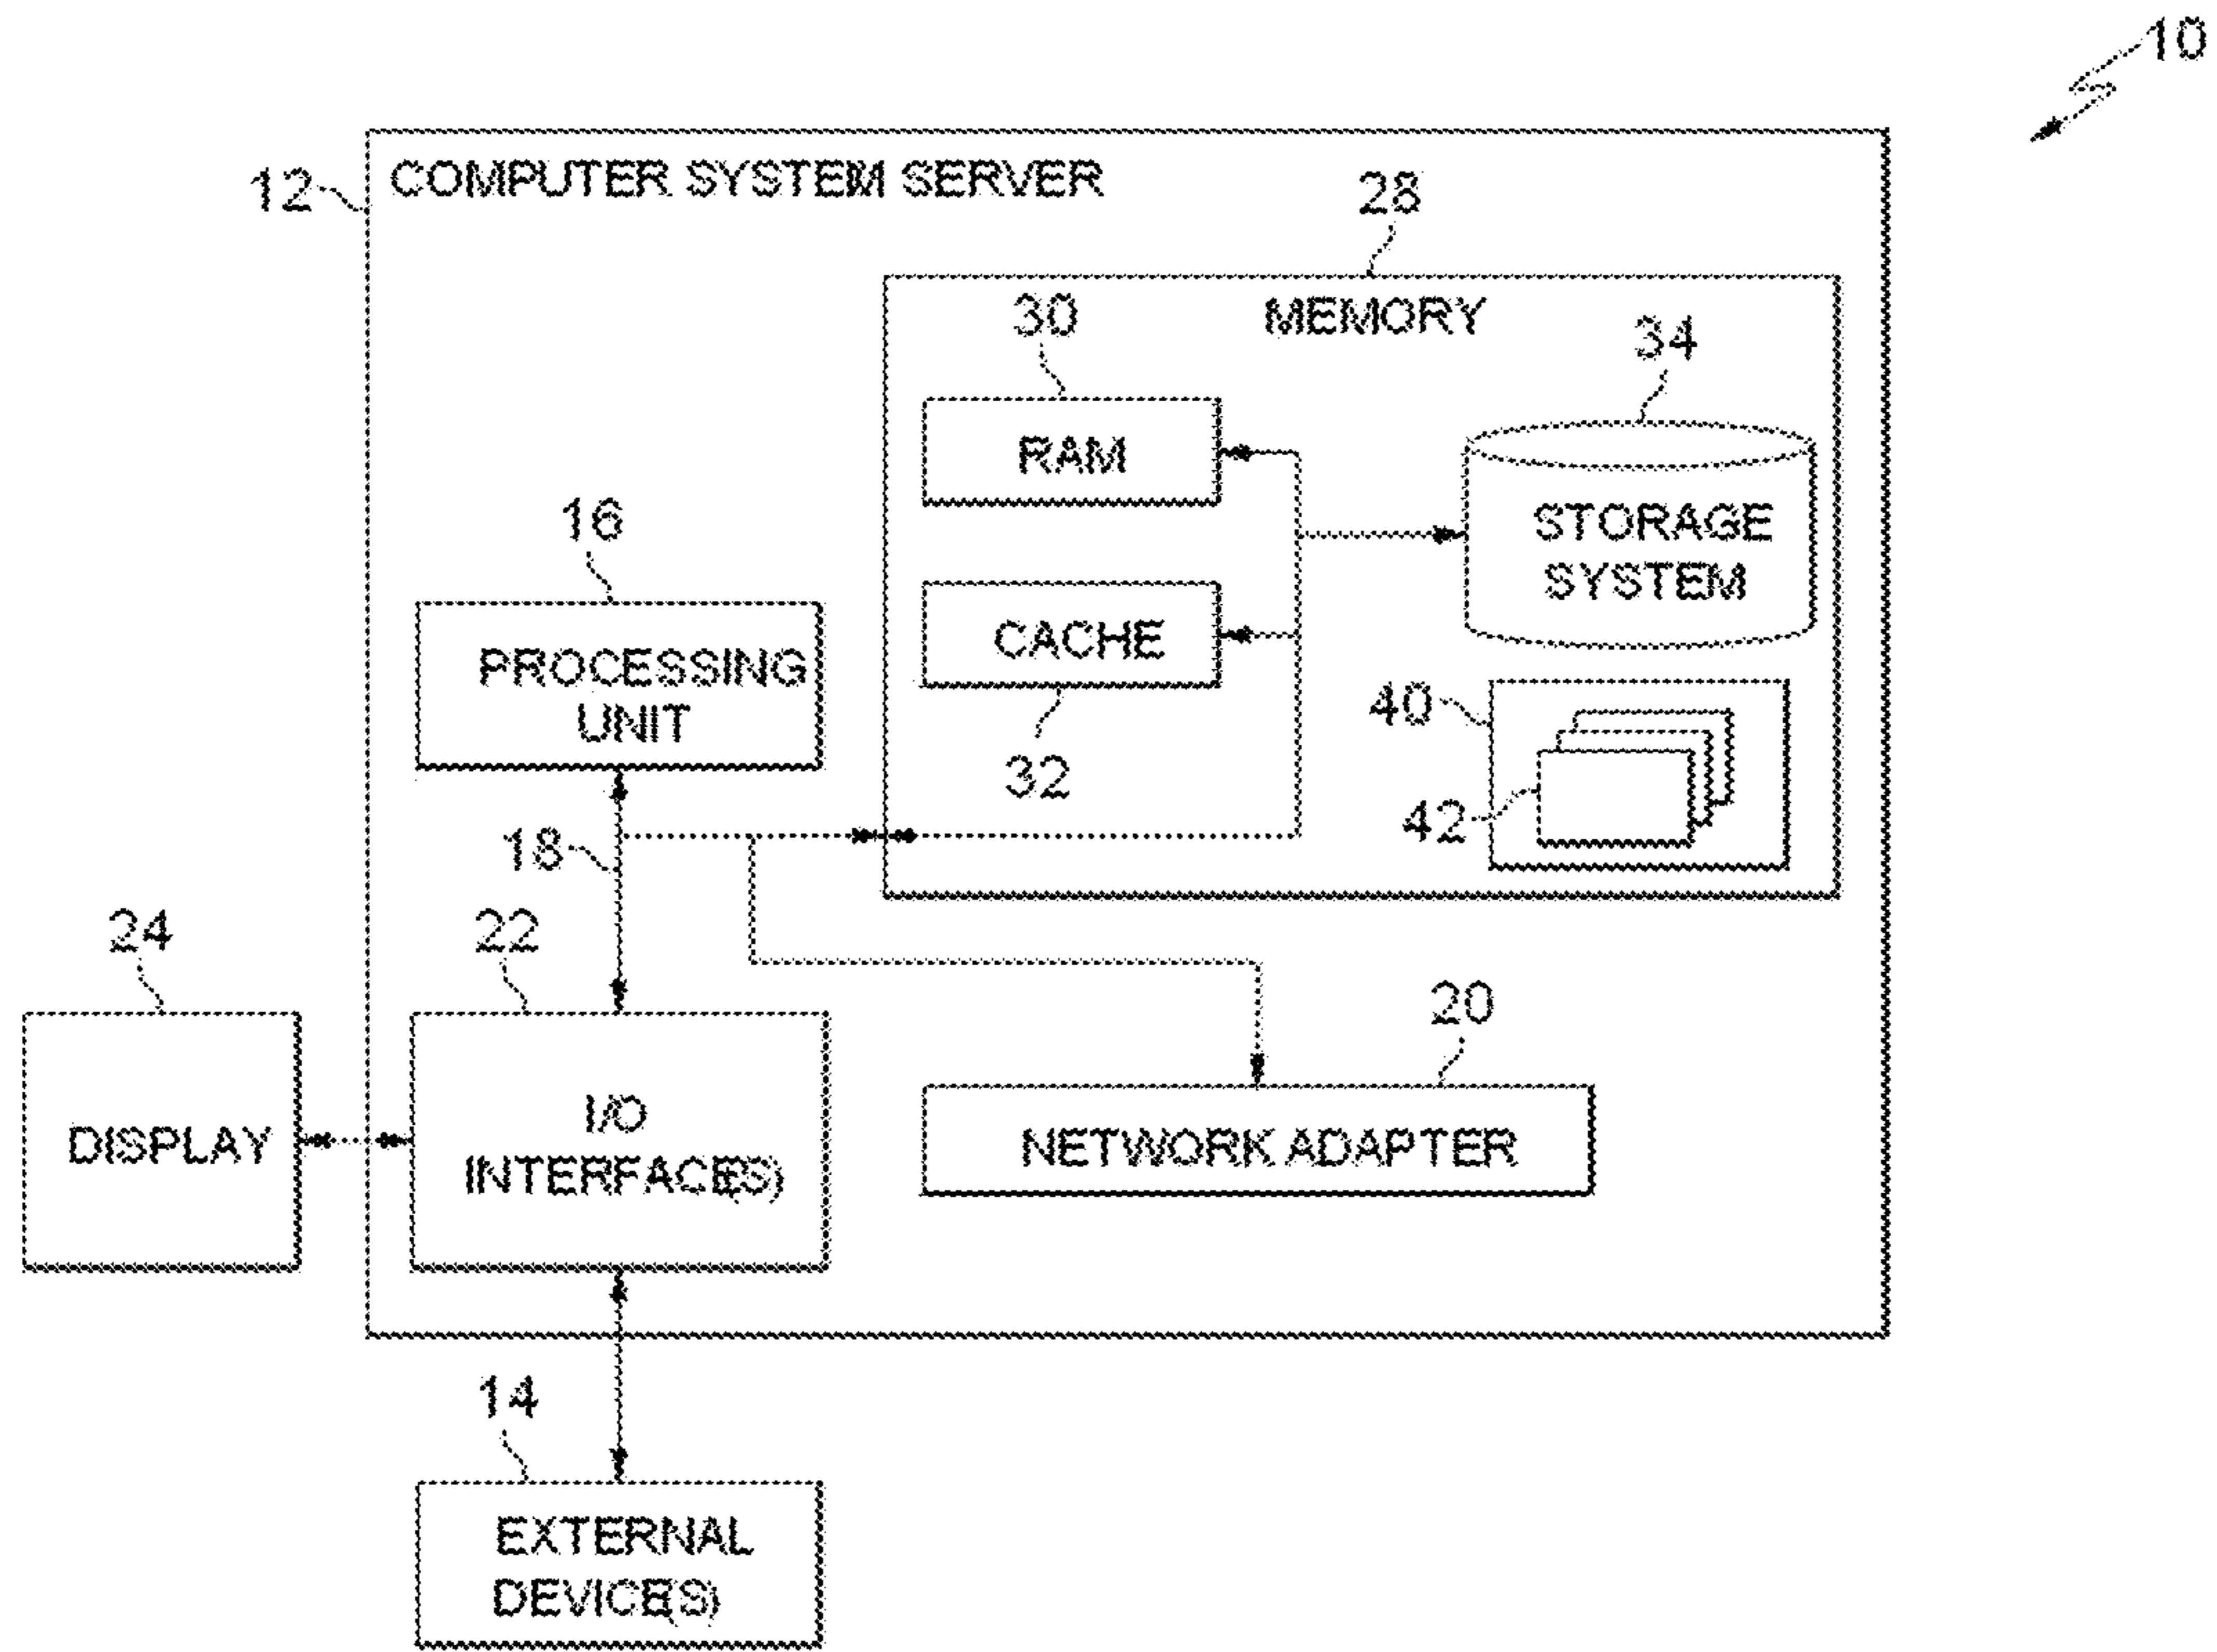 10
12
COMPUTER SYSTEM SERVER
28
MEMORY
30
34
RAM
STORAGE
SYSTEM
16
CACHE
PROCESSING
UNIT
32
40
42
18
24
22
20
DISPLAY
I/O
INTERFACE(S)
NETWORK ADAPTER
14
EXTERNAL
DEVICE(S)